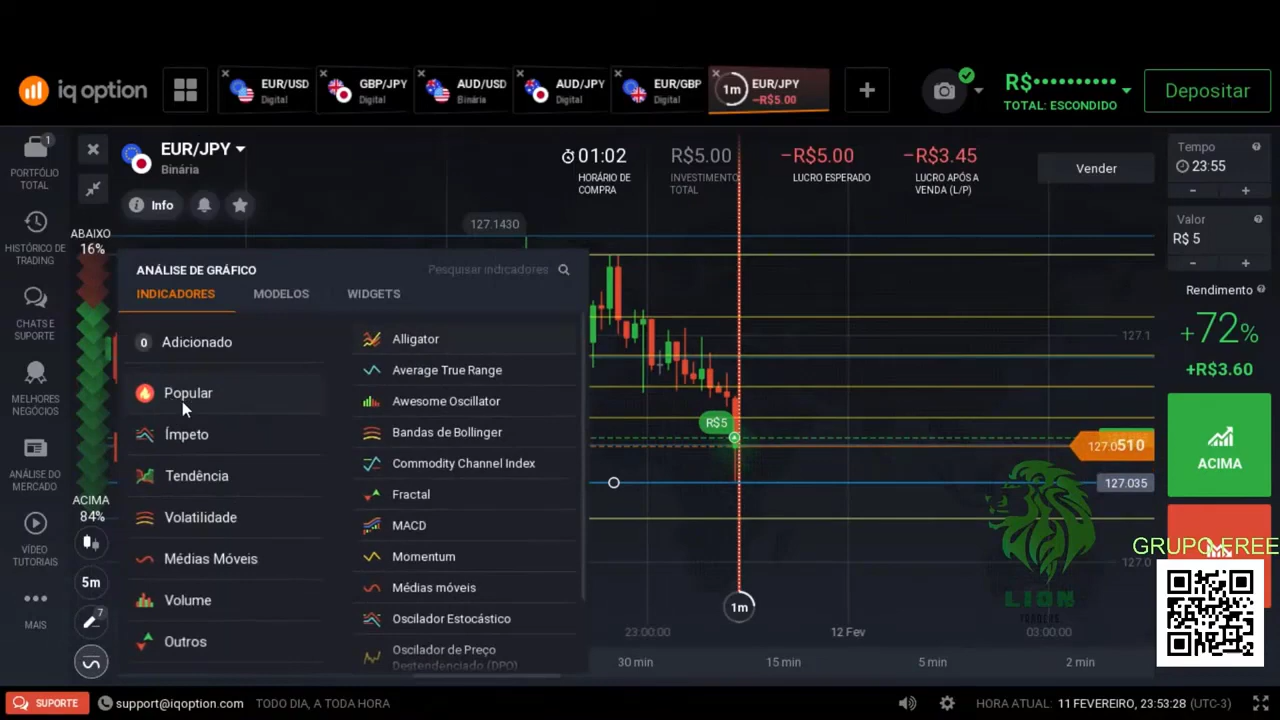 iq option
EUR/USD
Digital
GBP/JPY
Digital
AUD/USD
Binária
AUD/JPY
Digital
EUR/GBP
Digital
1m
EUR/JPY
−R$5.00
R$••••••••••
TOTAL: ESCONDIDO
Depositar
1
PORTFÓLIO
TOTAL
HISTÓRICO DE
TRADING
CHATS E
SUPORTE
MELHORES
NEGÓCIOS
ANÁLISE DO
MERCADO
VÍDEO
TUTORIAIS
MAIS
EUR/JPY
Binária
Info
ABAIXO
16%
ACIMA
84%
5m
7
01:02
HORÁRIO DE
COMPRA
R$5.00
INVESTIMENTO
TOTAL
−R$5.00
LUCRO ESPERADO
−R$3.45
LUCRO APÓS A
VENDA (L/P)
Vender
127.1430
ANÁLISE DE GRÁFICO
Pesquisar indicadores
INDICADORES
MODELOS
WIDGETS
0 Adicionado
Popular
Ímpeto
Tendência
Volatilidade
Médias Móveis
Volume
Outros
Alligator
Average True Range
Awesome Oscillator
Bandas de Bollinger
Commodity Channel Index
Fractal
MACD
Momentum
Médias móveis
Oscilador Estocástico
Oscilador de Preço
Destendenciado (DPO)
R$5
127.1
127.0510
127.035
127.0
1m
23:00:00
12 Fev
03:00:00
30 min
15 min
5 min
2 min
Tempo
23:55
-
+
Valor
R$ 5
-
+
Rendimento
+72%
+R$3.60
ACIMA
GRUPO FREE
LION
TRADERS
SUPORTE
support@iqoption.com
TODO DIA, A TODA HORA
HORA ATUAL: 11 FEVEREIRO, 23:53:28 (UTC-3)